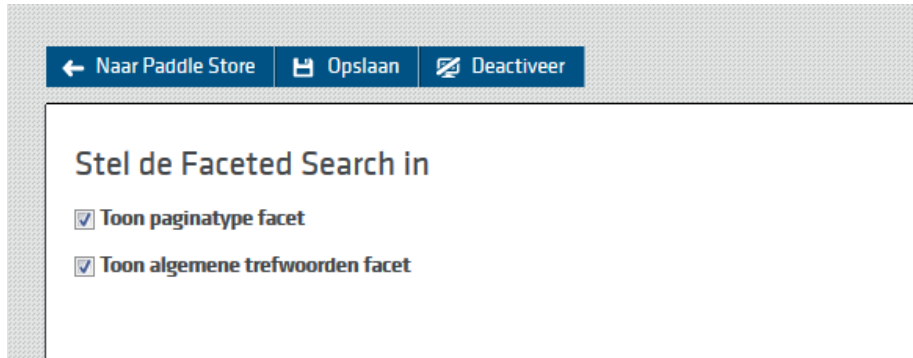 Naar Paddle Store Opslaan Deactiveer
Stel de Faceted Search in
Toon paginatype facet
Toon algemene trefwoorden facet